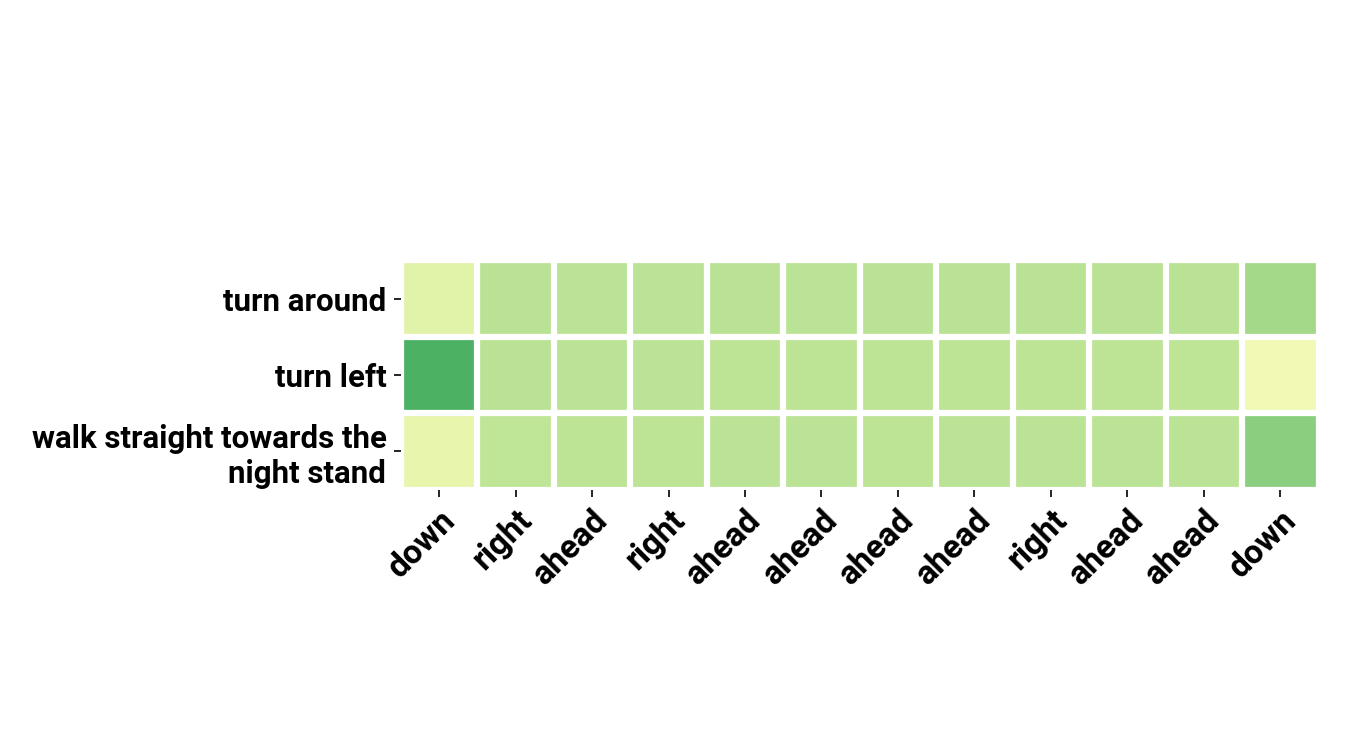 turn around
turn left
walk straight towards the
night stand
down
right
ahead
right
ahead
ahead
ahead
ahead
right
ahead
ahead
down